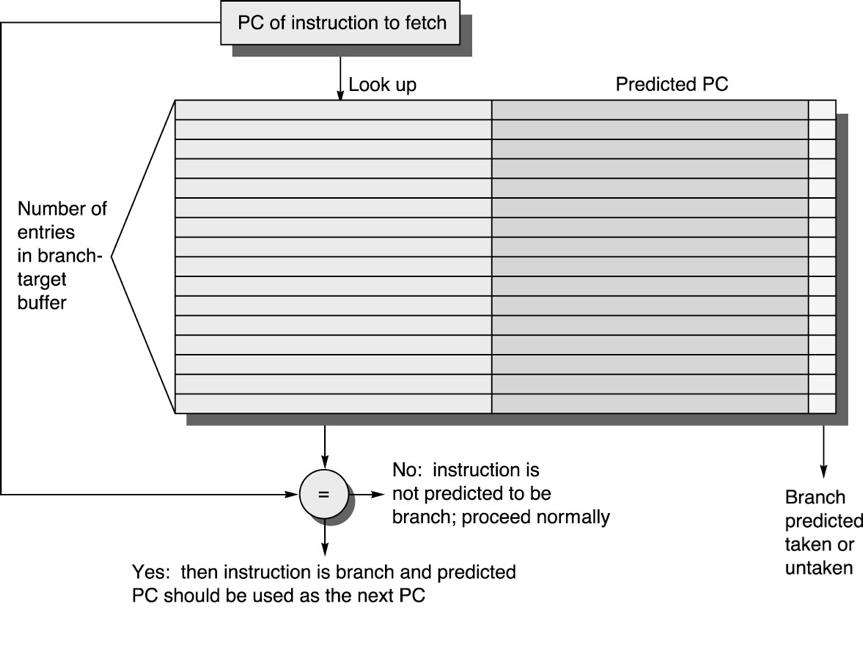 PC of instruction to fetch
Look up
Predicted PC
Number of
entries
in branch-
target
buffer
=
No: instruction is
not predicted to be
branch; proceed normally
Branch
predicted
taken or
untaken
Yes: then instruction is branch and predicted
PC should be used as the next PC